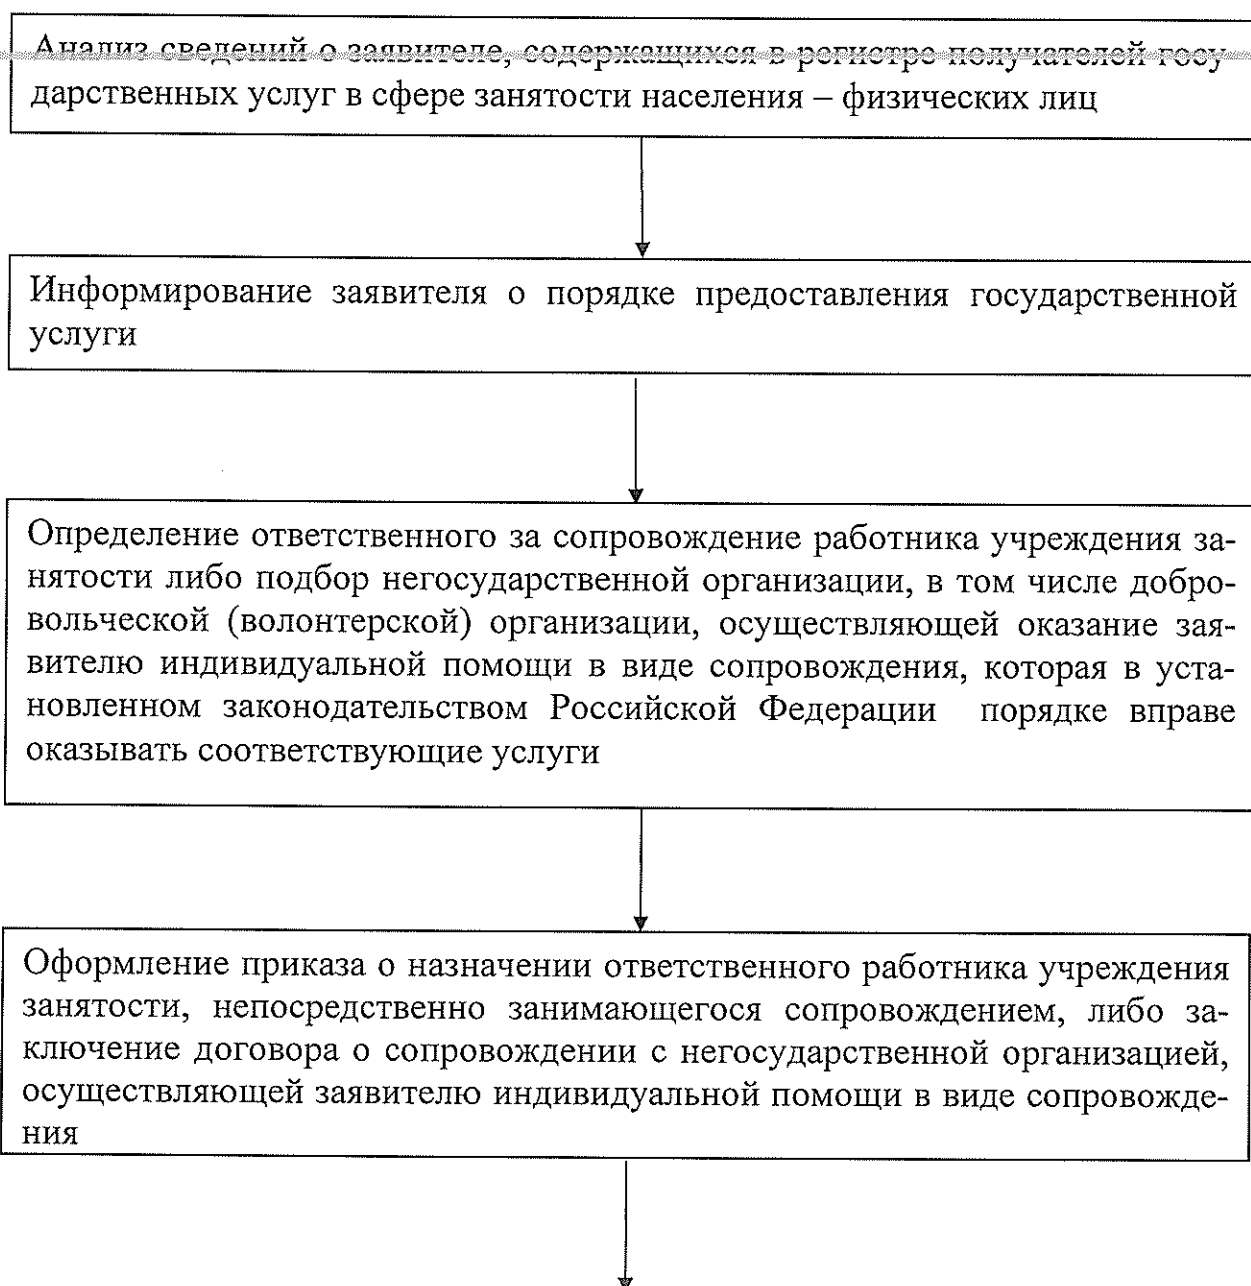 Анализ сведений о заявителе, содержащихся в регистре получателей госу
дарственных услуг в сфере занятости населения – физических лиц
Информирование заявителя о порядке предоставления государственной
услуги
Определение ответственного за сопровождение работника учреждения за-
нятости либо подбор негосударственной организации, в том числе добро-
вольческой (волонтерской) организации, осуществляющей оказание зая-
вителю индивидуальной помощи в виде сопровождения, которая в уста-
новленном законодательством Российской Федерации порядке вправе
оказывать соответствующие услуги
Оформление приказа о назначении ответственного работника учреждения
занятости, непосредственно занимающегося сопровождением, либо за-
ключение договора о сопровождении с негосударственной организацией,
осуществляющей заявителю индивидуальной помощи в виде сопровожде-
ния